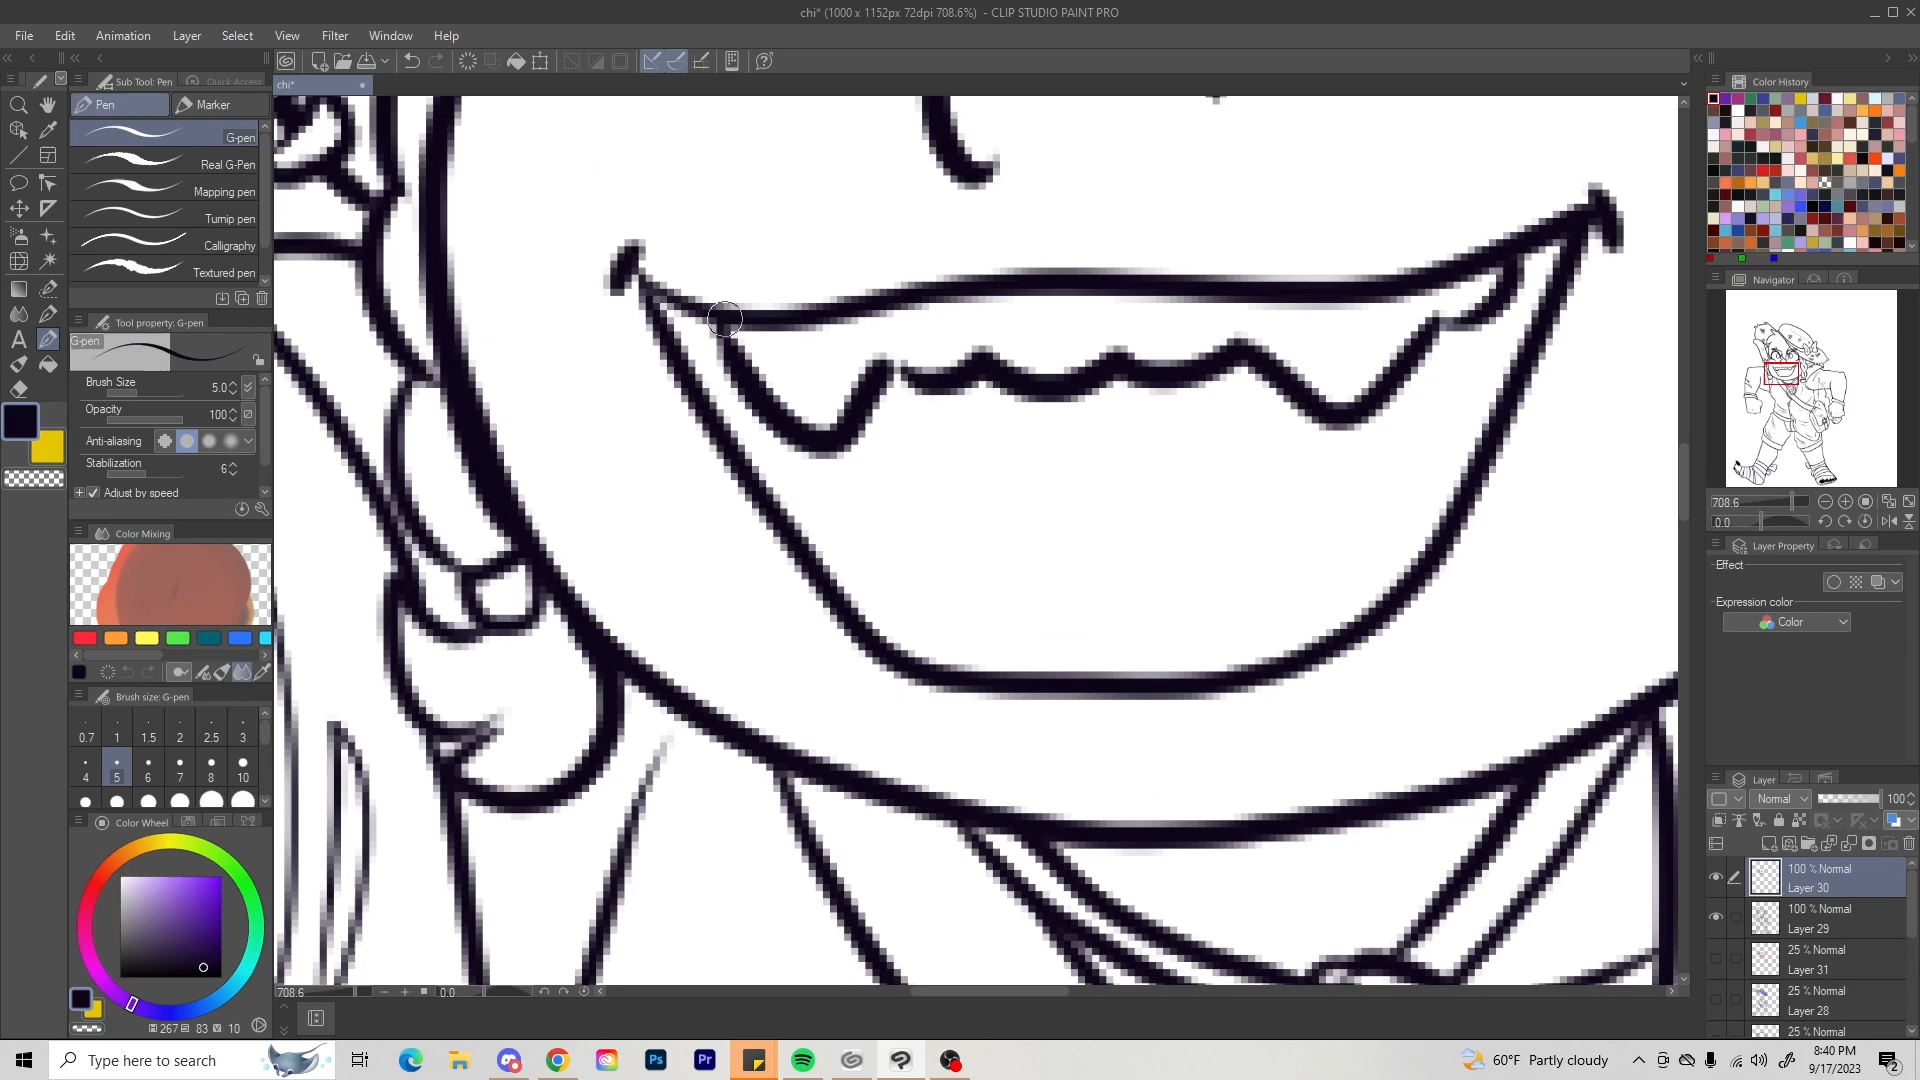 chi* (1000 x 1152px 72dpi 708.6%) - CLIP STUDIO PAINT PRO
File Edit Animation Layer Select View Filter Window Help
Sub Tool: Pen Quick Access
chi*
Color History
Pen Marker
G-pen
Real G-Pen
Mapping pen
Turnip pen
Calligraphy
Textured pen
Navigator
Tool property: G-pen
G-pen
Brush Size 5.0
Opacity 100
Anti-aliasing
Stabilization 6
Adjust by speed
708.6
0.0
Layer Property
Effect
Expression color
Color
Color Mixing
Brush size: G-pen
0.7 1 1.5 2 2.5 3
4 5 6 7 8 10
Color Wheel
267 83 10
Layer
Normal 100
100 % Normal
Layer 30
100 % Normal
Layer 29
25 % Normal
Layer 31
25 % Normal
Layer 28
25 % Normal
708.6 0.0
A
Type here to search
Ps Pr
60°F Partly cloudy
8:40 PM
9/17/2023
2